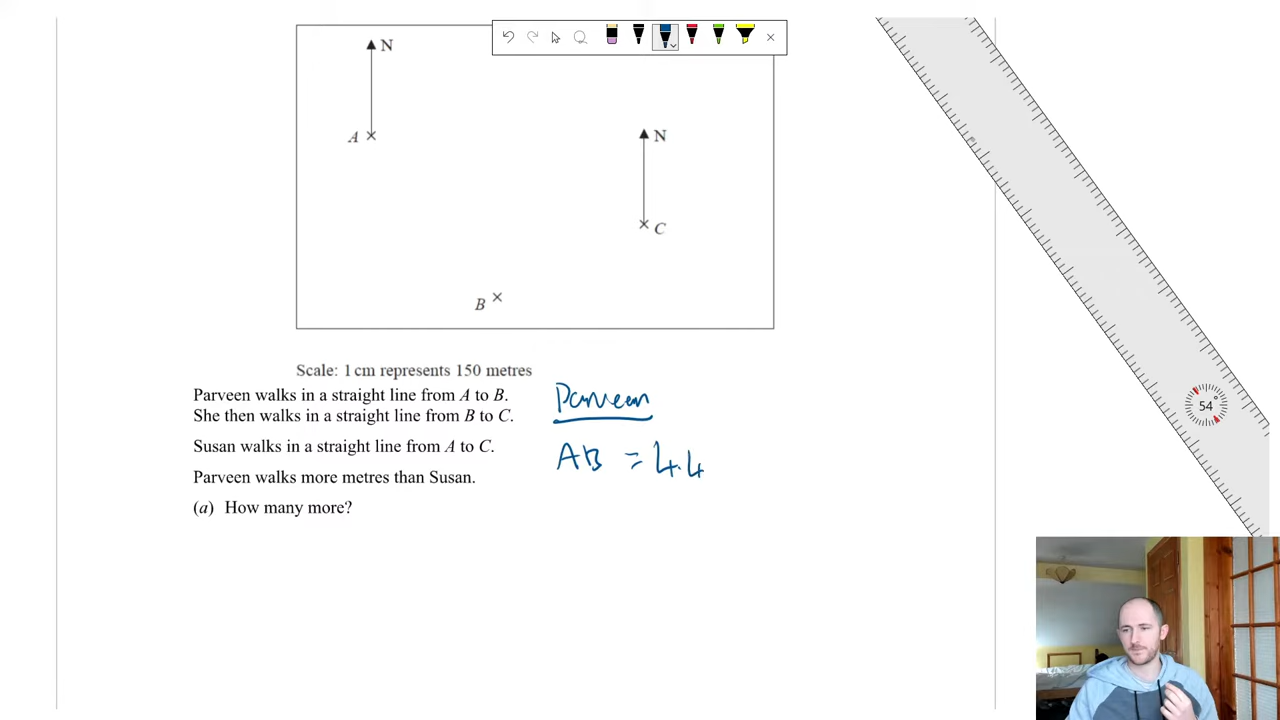 N
A
N
C
B
Scale: 1 cm represents 150 metres
Parveen walks in a straight line from A to B.
She then walks in a straight line from B to C.
Susan walks in a straight line from A to C.
Parveen walks more metres than Susan.
(a) How many more?
Parveen
AB = 4.4
54°